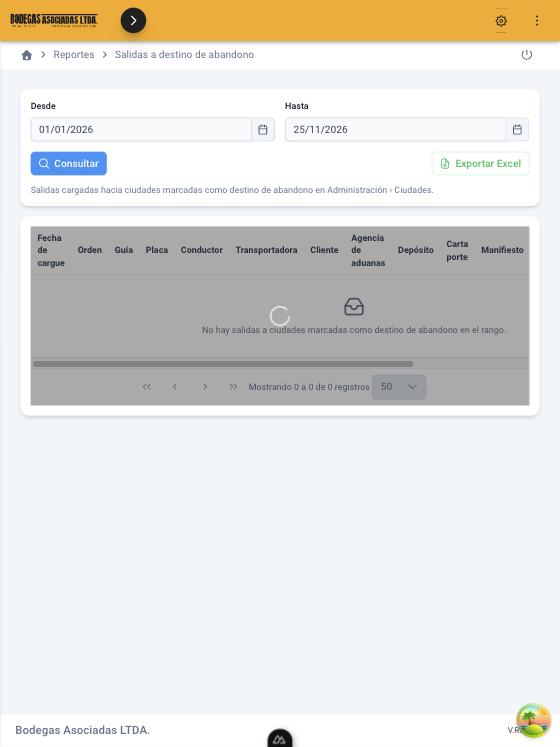 BODEGAS ASOCIADAS LTDA.
Reportes
Salidas a destino de abandono
Desde
Hasta
01/01/2026
25/11/2026
Consultar
Exportar Excel
Salidas cargadas hacia ciudades marcadas como destino de abandono en Administración › Ciudades.
Fecha de cargue
Orden
Guía
Placa
Conductor
Transportadora
Cliente
Agencia de aduanas
Depósito
Carta porte
Manifiesto
No hay salidas a ciudades marcadas como destino de abandono en el rango.
Mostrando 0 a 0 de 0 registros
50
Bodegas Asociadas LTDA.